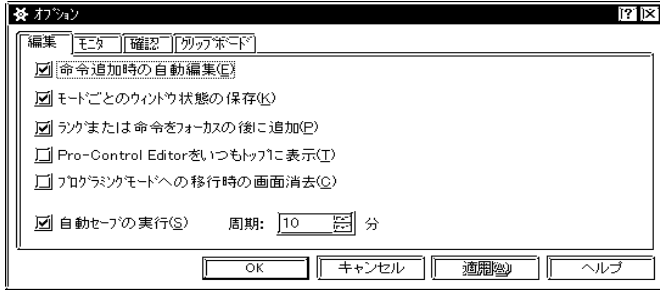 オプション
編集 モニタ 確認 クリップボード
命令追加時の自動編集(E)
モードごとのウィンドウ状態の保存(K)
ラングまたは命令をフォーカスの後に追加(P)
Pro-Control Editorをいつもトップに表示(T)
プログラミングモードへの移行時の画面消去(C)
自動セーブの実行(S) 周期: 10 分
OK キャンセル 適用(A) ヘルプ